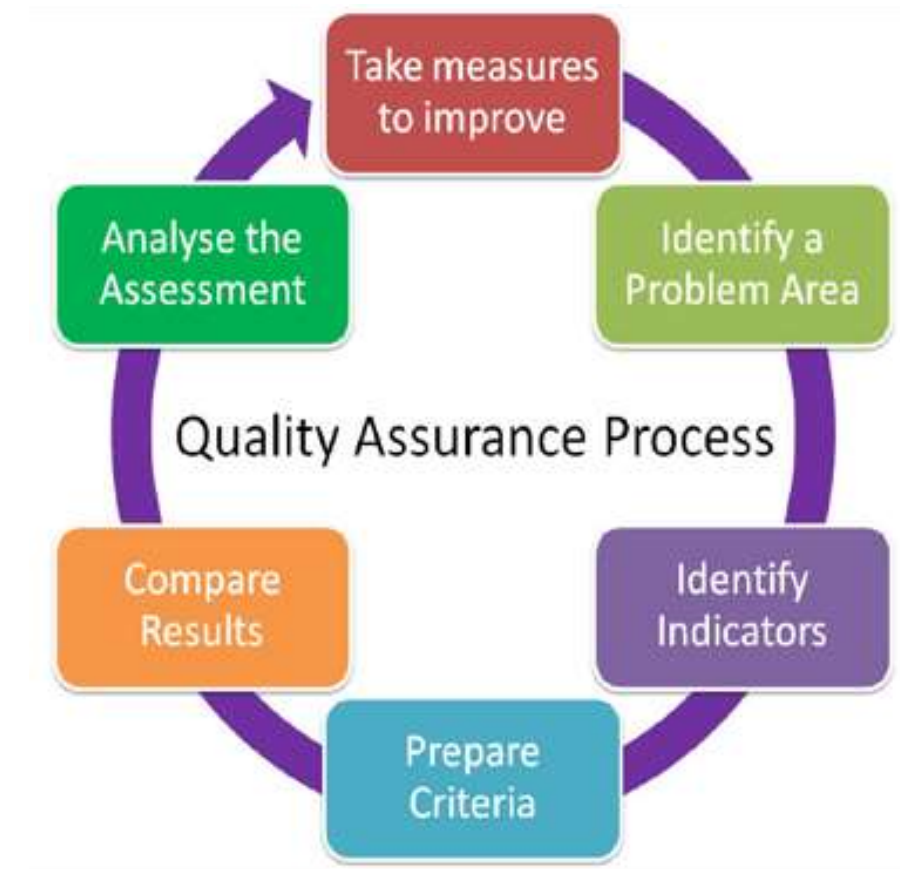 Take measures
to improve
Identify a
Problem Area
Identify
Indicators
Prepare
Criteria
Compare
Results
Analyse the
Assessment
Quality Assurance Process